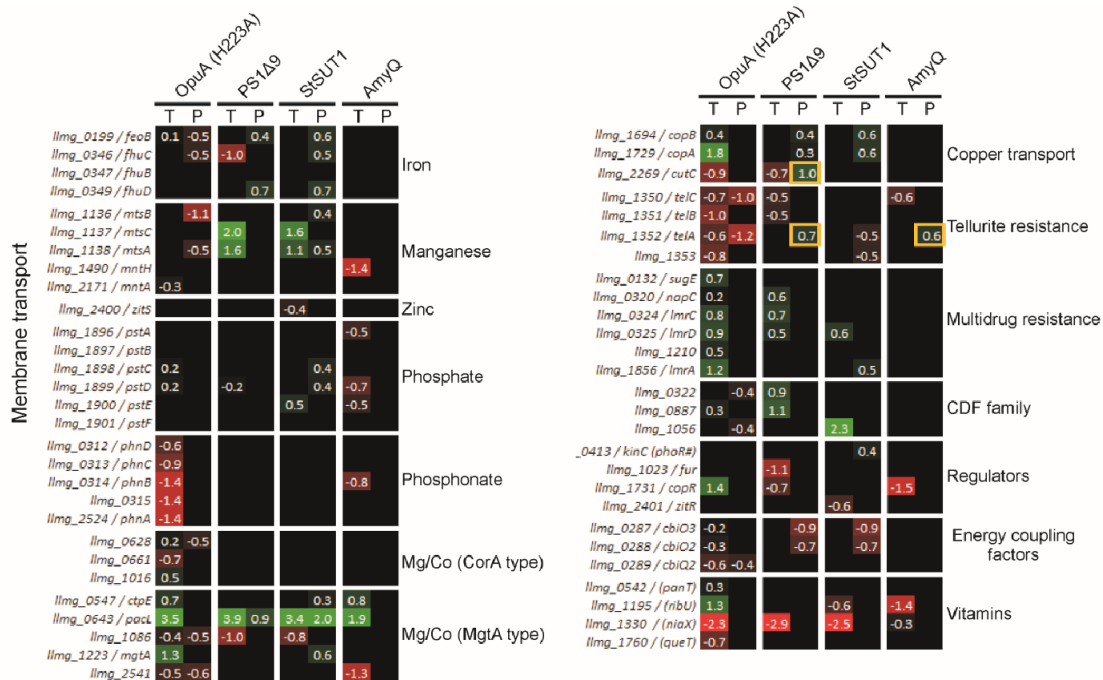 Membrane transport
OpuA (H223A) PS1Δ9 StSUT1 AmyQ
T P T P T P T P
llmg_0199 / feoB 0.1 -0.5 0.4 0.6
llmg_0346 / fhuC -0.5 -1.0 0.5
llmg_0347 / fhuB
llmg_0349 / fhuD 0.7 0.7
Iron
llmg_1136 / mtsB -1.1 0.4
llmg_1137 / mtsC 2.0 1.6
llmg_1138 / mtsA -0.5 1.6 1.1 0.5
llmg_1490 / mntH -1.4
llmg_2171 / mntA -0.3
Manganese
llmg_2400 / zitS -0.4
Zinc
llmg_1896 / pstA -0.5
llmg_1897 / pstB
llmg_1898 / pstC 0.2 0.4
llmg_1899 / pstD 0.2 -0.2 0.4 -0.7
llmg_1900 / pstE 0.5 -0.5
llmg_1901 / pstF
Phosphate
llmg_0312 / phnD -0.6
llmg_0313 / phnC -0.9
llmg_0314 / phnB -1.4 -0.8
llmg_0315 -1.4
llmg_2524 / phnA -1.4
Phosphonate
llmg_0628 0.2 -0.5
llmg_0661 -0.7
llmg_1016 0.5
Mg/Co (CorA type)
llmg_0547 / ctpE 0.7 0.3 0.8
llmg_0643 / pacL 3.5 3.9 0.9 3.4 2.0 1.9
llmg_1086 -0.4 -0.5 -1.0 -0.8
llmg_1223 / mgtA 1.3 0.6
llmg_2541 -0.5 -0.6 -1.3
Mg/Co (MgtA type)
OpuA (H223A) PS1Δ9 StSUT1 AmyQ
T P T P T P T P
llmg_1694 / copB 0.4 0.4 0.6
llmg_1729 / copA 1.8 0.3 0.6
llmg_2269 / cutC -0.9 -0.7 1.0
Copper transport
llmg_1350 / telC -0.7 -1.0 -0.5 -0.6
llmg_1351 / telB -1.0 -0.5
llmg_1352 / telA -0.6 -1.2 0.7 -0.5 0.6
llmg_1353 -0.8 -0.5
Tellurite resistance
llmg_0132 / sugE 0.7
llmg_0320 / napC 0.2 0.6
llmg_0324 / lmrC 0.8 0.7
llmg_0325 / lmrD 0.9 0.5 0.6
llmg_1210 0.5
llmg_1856 / lmrA 1.2 0.5
Multidrug resistance
llmg_0322 -0.4 0.9
llmg_0887 0.3 1.1
llmg_1056 -0.4 2.3
CDF family
_0413 / kinC (phoR#) 0.4
llmg_1023 / fur -1.1
llmg_1731 / copR 1.4 -0.7 -1.5
llmg_2401 / zitR -0.6
Regulators
llmg_0287 / cbiO3 -0.2 -0.9 -0.9
llmg_0288 / cbiO2 -0.3 -0.7 -0.7
llmg_0289 / cbiQ2 -0.6 -0.4
Energy coupling
factors
llmg_0542 / (panT) 0.3
llmg_1195 / (ribU) 1.3 -0.6 -1.4
llmg_1330 / (niaX) -2.3 -2.9 -2.5 -0.3
llmg_1760 / (queT) -0.7
Vitamins